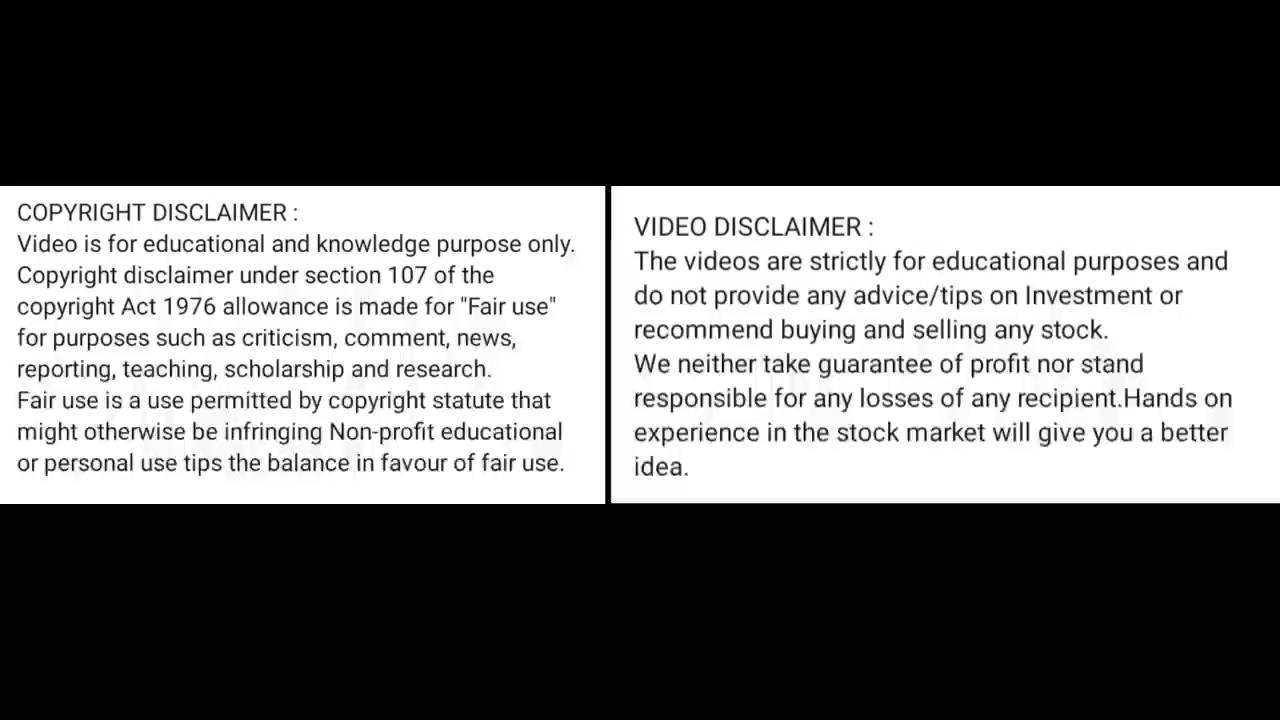 COPYRIGHT DISCLAIMER :
Video is for educational and knowledge purpose only.
Copyright disclaimer under section 107 of the
copyright Act 1976 allowance is made for "Fair use"
for purposes such as criticism, comment, news,
reporting, teaching, scholarship and research.
Fair use is a use permitted by copyright statute that
might otherwise be infringing Non-profit educational
or personal use tips the balance in favour of fair use.
VIDEO DISCLAIMER :
The videos are strictly for educational purposes and
do not provide any advice/tips on Investment or
recommend buying and selling any stock.
We neither take guarantee of profit nor stand
responsible for any losses of any recipient.Hands on
experience in the stock market will give you a better
idea.